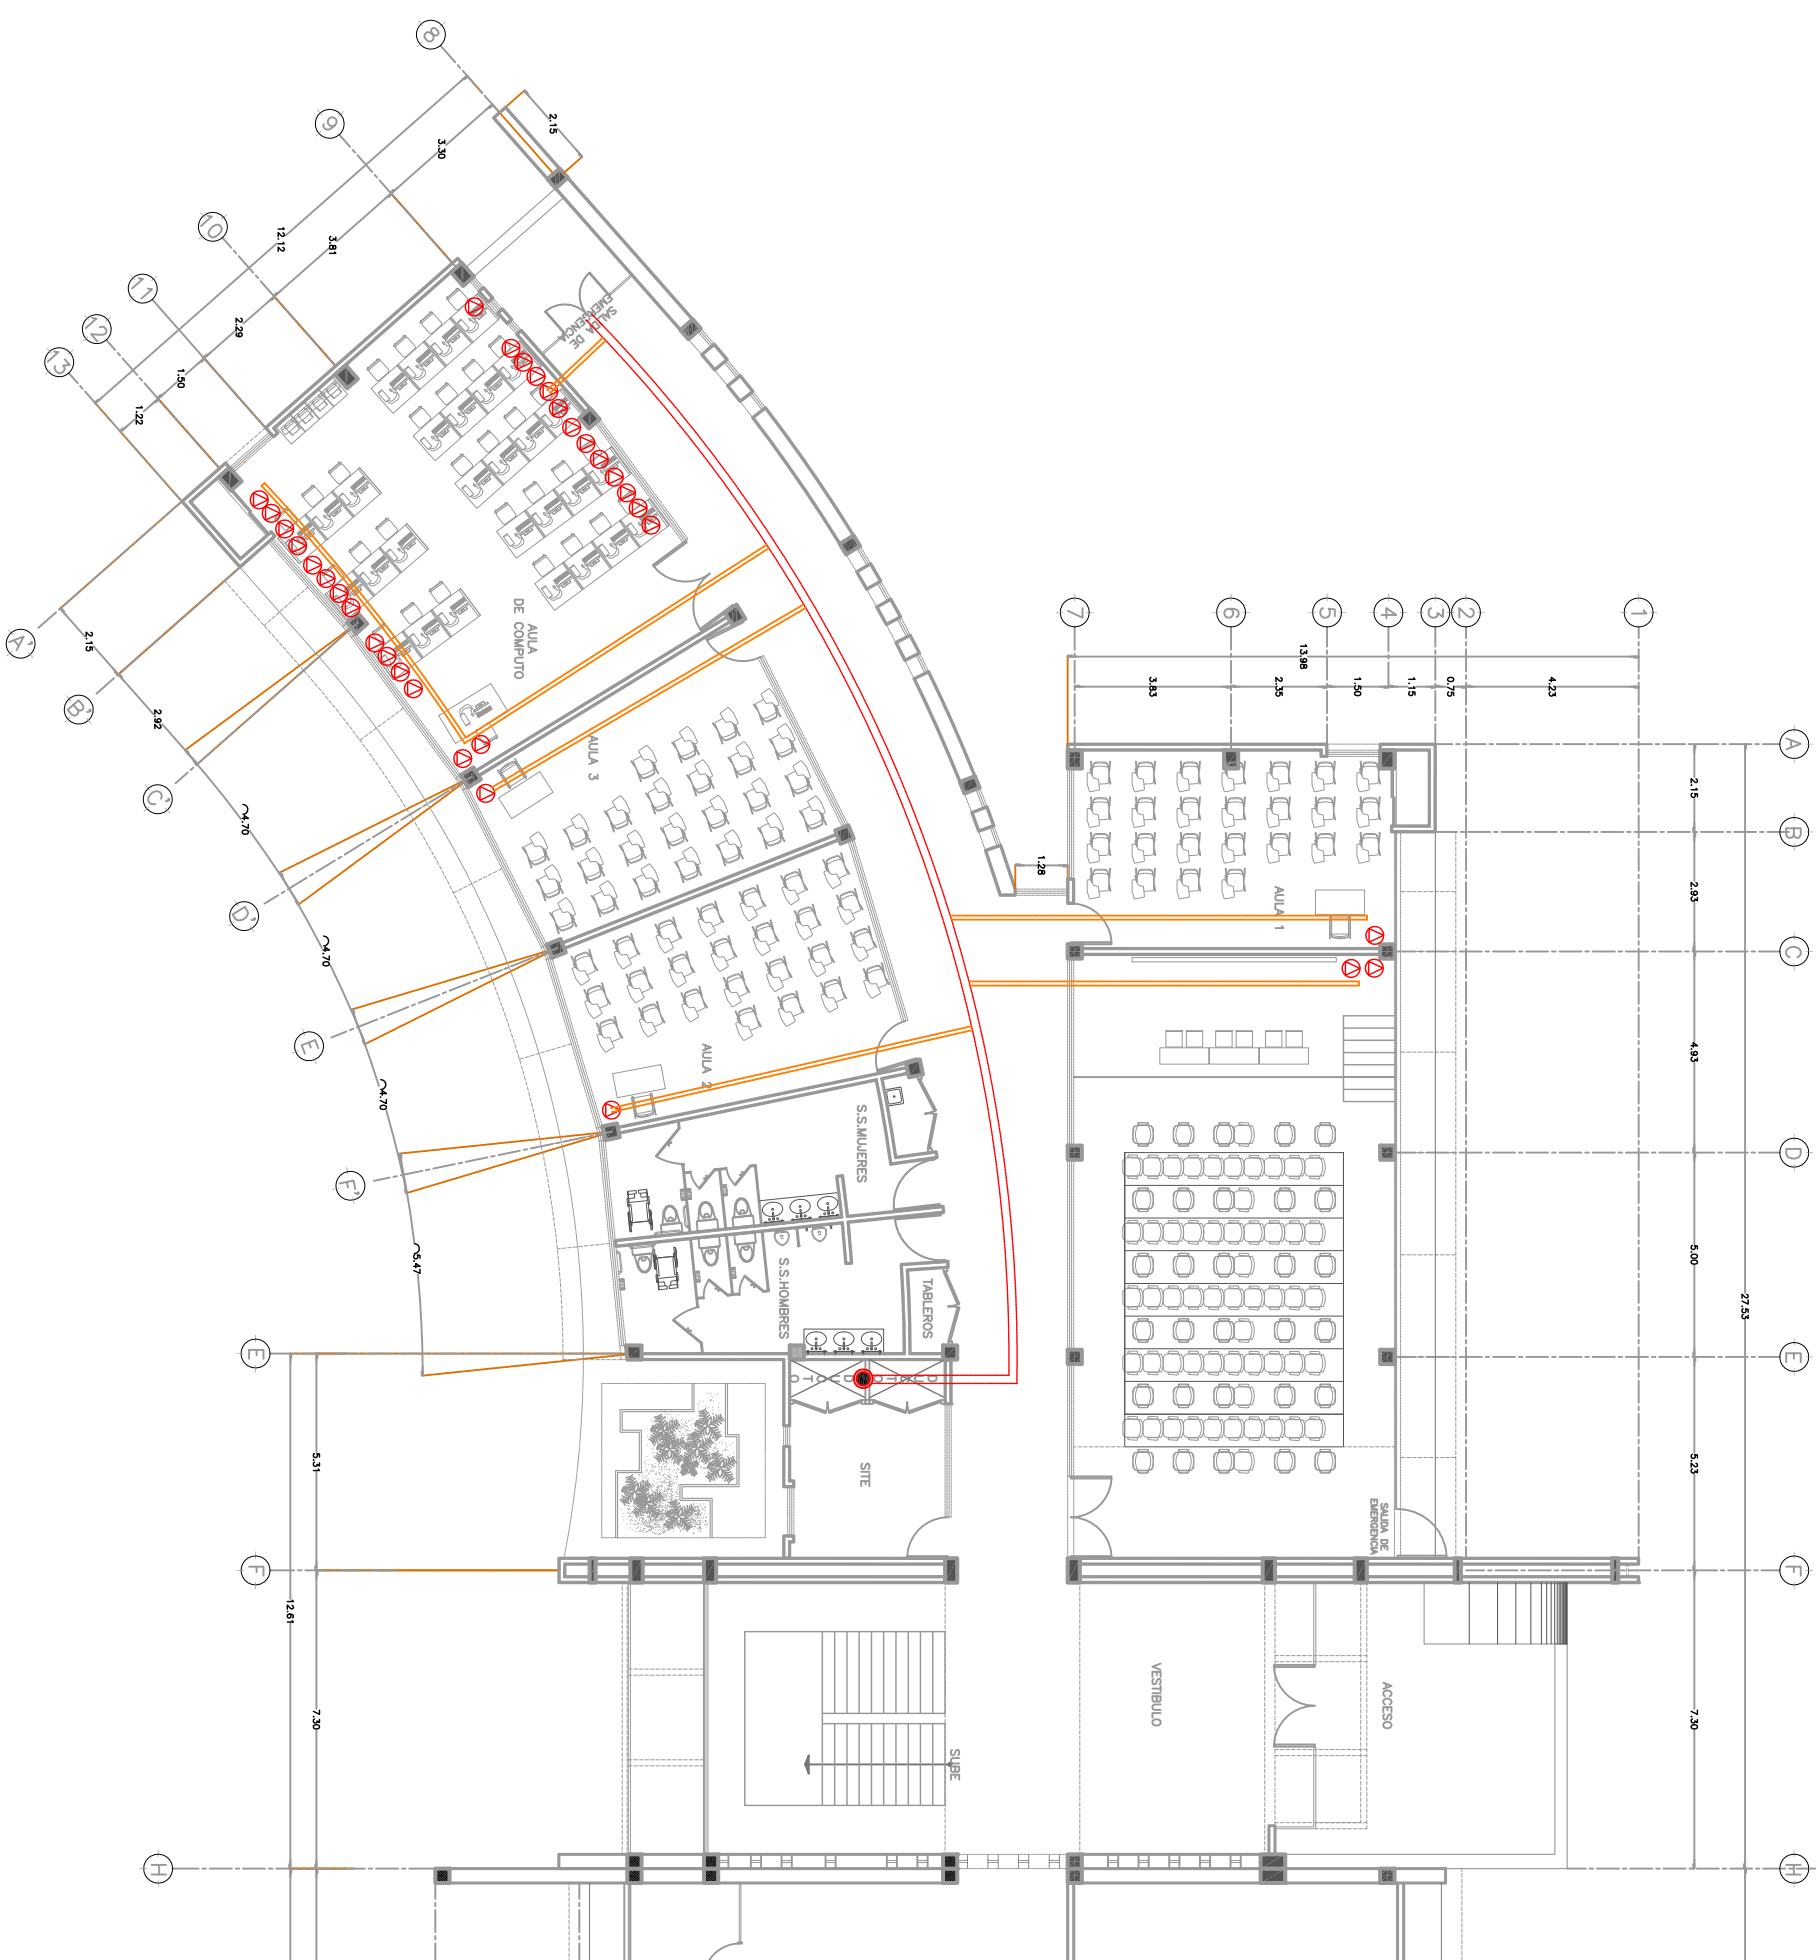 8
9
10
11
12
13
2.15
3.30
12.12
3.81
2.29
1.50
1.22
SALIDA DE
EMERGENCIA
AULA
DE COMPUTO
A'
B'
C'
D'
E
F'
2.15
2.92
4.70
4.70
4.70
5.47
AULA 3
AULA 2
7
6
5
4
3
2
1
13.98
3.83
2.35
1.50
1.15
0.75
4.23
1.28
AULA 1
A
B
C
D
E
F
H
2.15
2.93
4.93
5.00
5.23
7.30
27.53
S.S.MUJERES
S.S.HOMBRES
TABLEROS
DUCTO
DUCTO
SITE
SALIDA DE
EMERGENCIA
E
F
H
5.31
12.61
7.30
VESTIBULO
ACCESO
SUBE